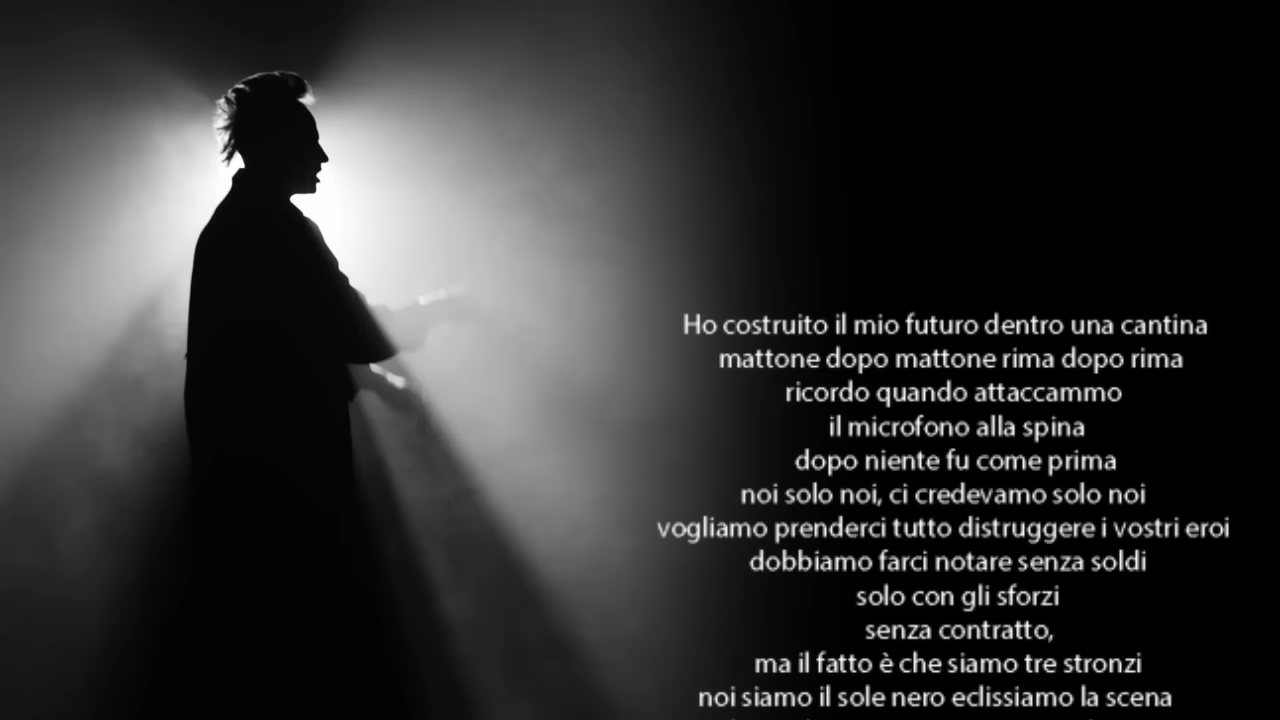 Ho costruito il mio futuro dentro una cantina
mattone dopo mattone rima dopo rima
ricordo quando attaccammo
il microfono alla spina
dopo niente fu come prima
noi solo noi, ci credevamo solo noi
vogliamo prenderci tutto distruggere i vostri eroi
dobbiamo farci notare senza soldi
solo con gli sforzi
senza contratto,
ma il fatto è che siamo tre stronzi
noi siamo il sole nero eclissiamo la scena